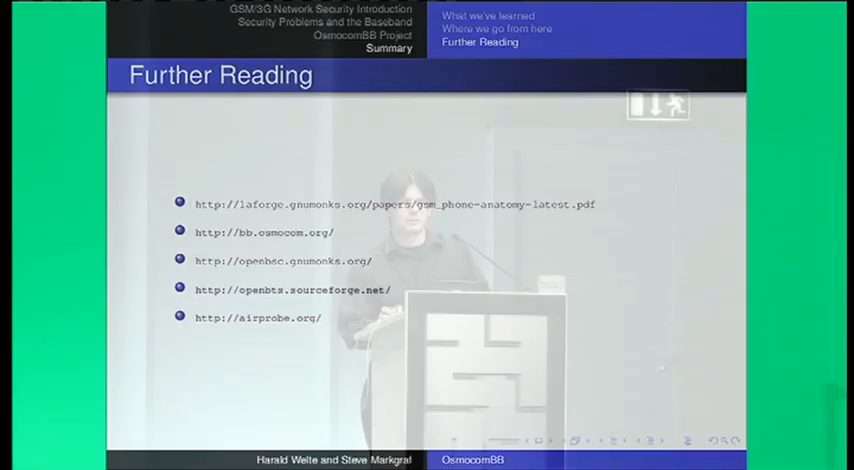 GSM/3G Network Security Introduction
Security Problems and the Baseband
OsmocomBB Project
Summary
What we've learned
Where we go from here
Further Reading
Further Reading
http://laforge.gnumonks.org/papers/gsm_phone-anatomy-latest.pdf
http://bb.osmocom.org/
http://openbsc.gnumonks.org/
http://openbts.sourceforge.net/
http://airprobe.org/
Harald Welte and Steve Markgraf
OsmocomBB